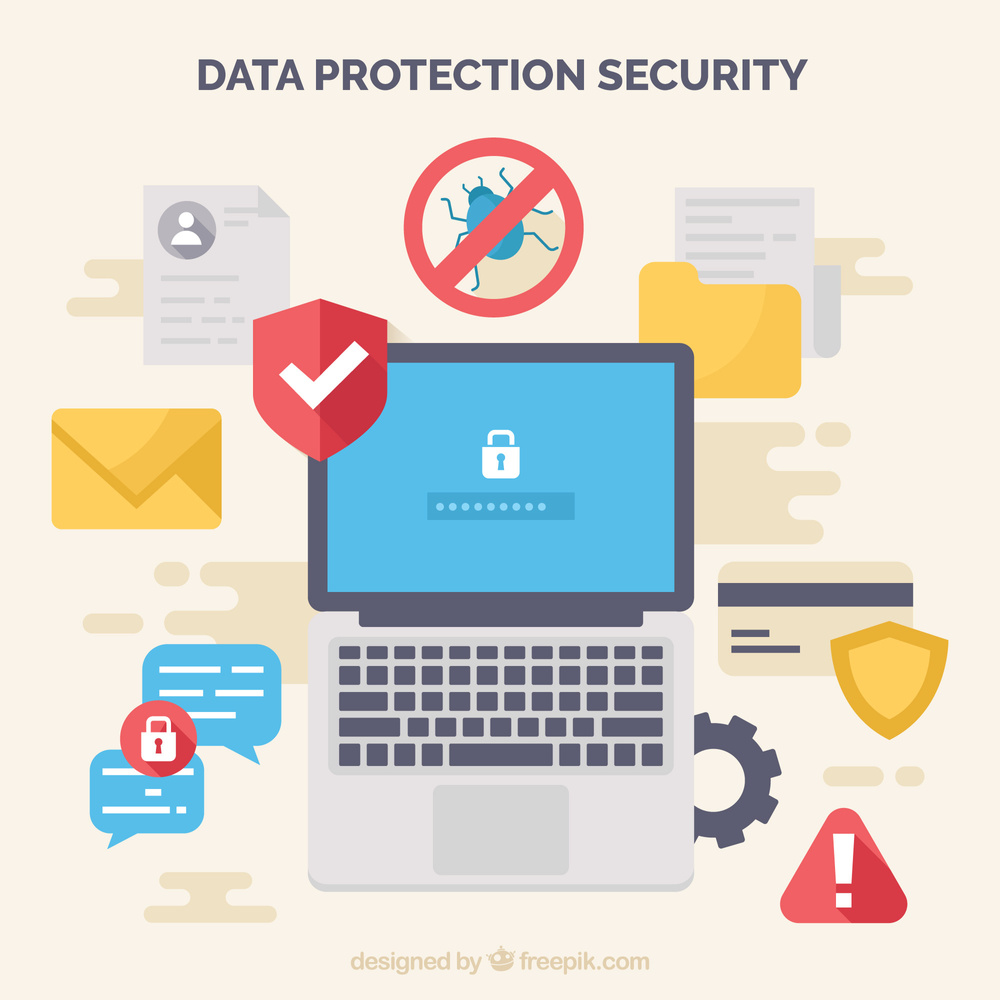 DATA PROTECTION SECURITY
designed by freepik.com